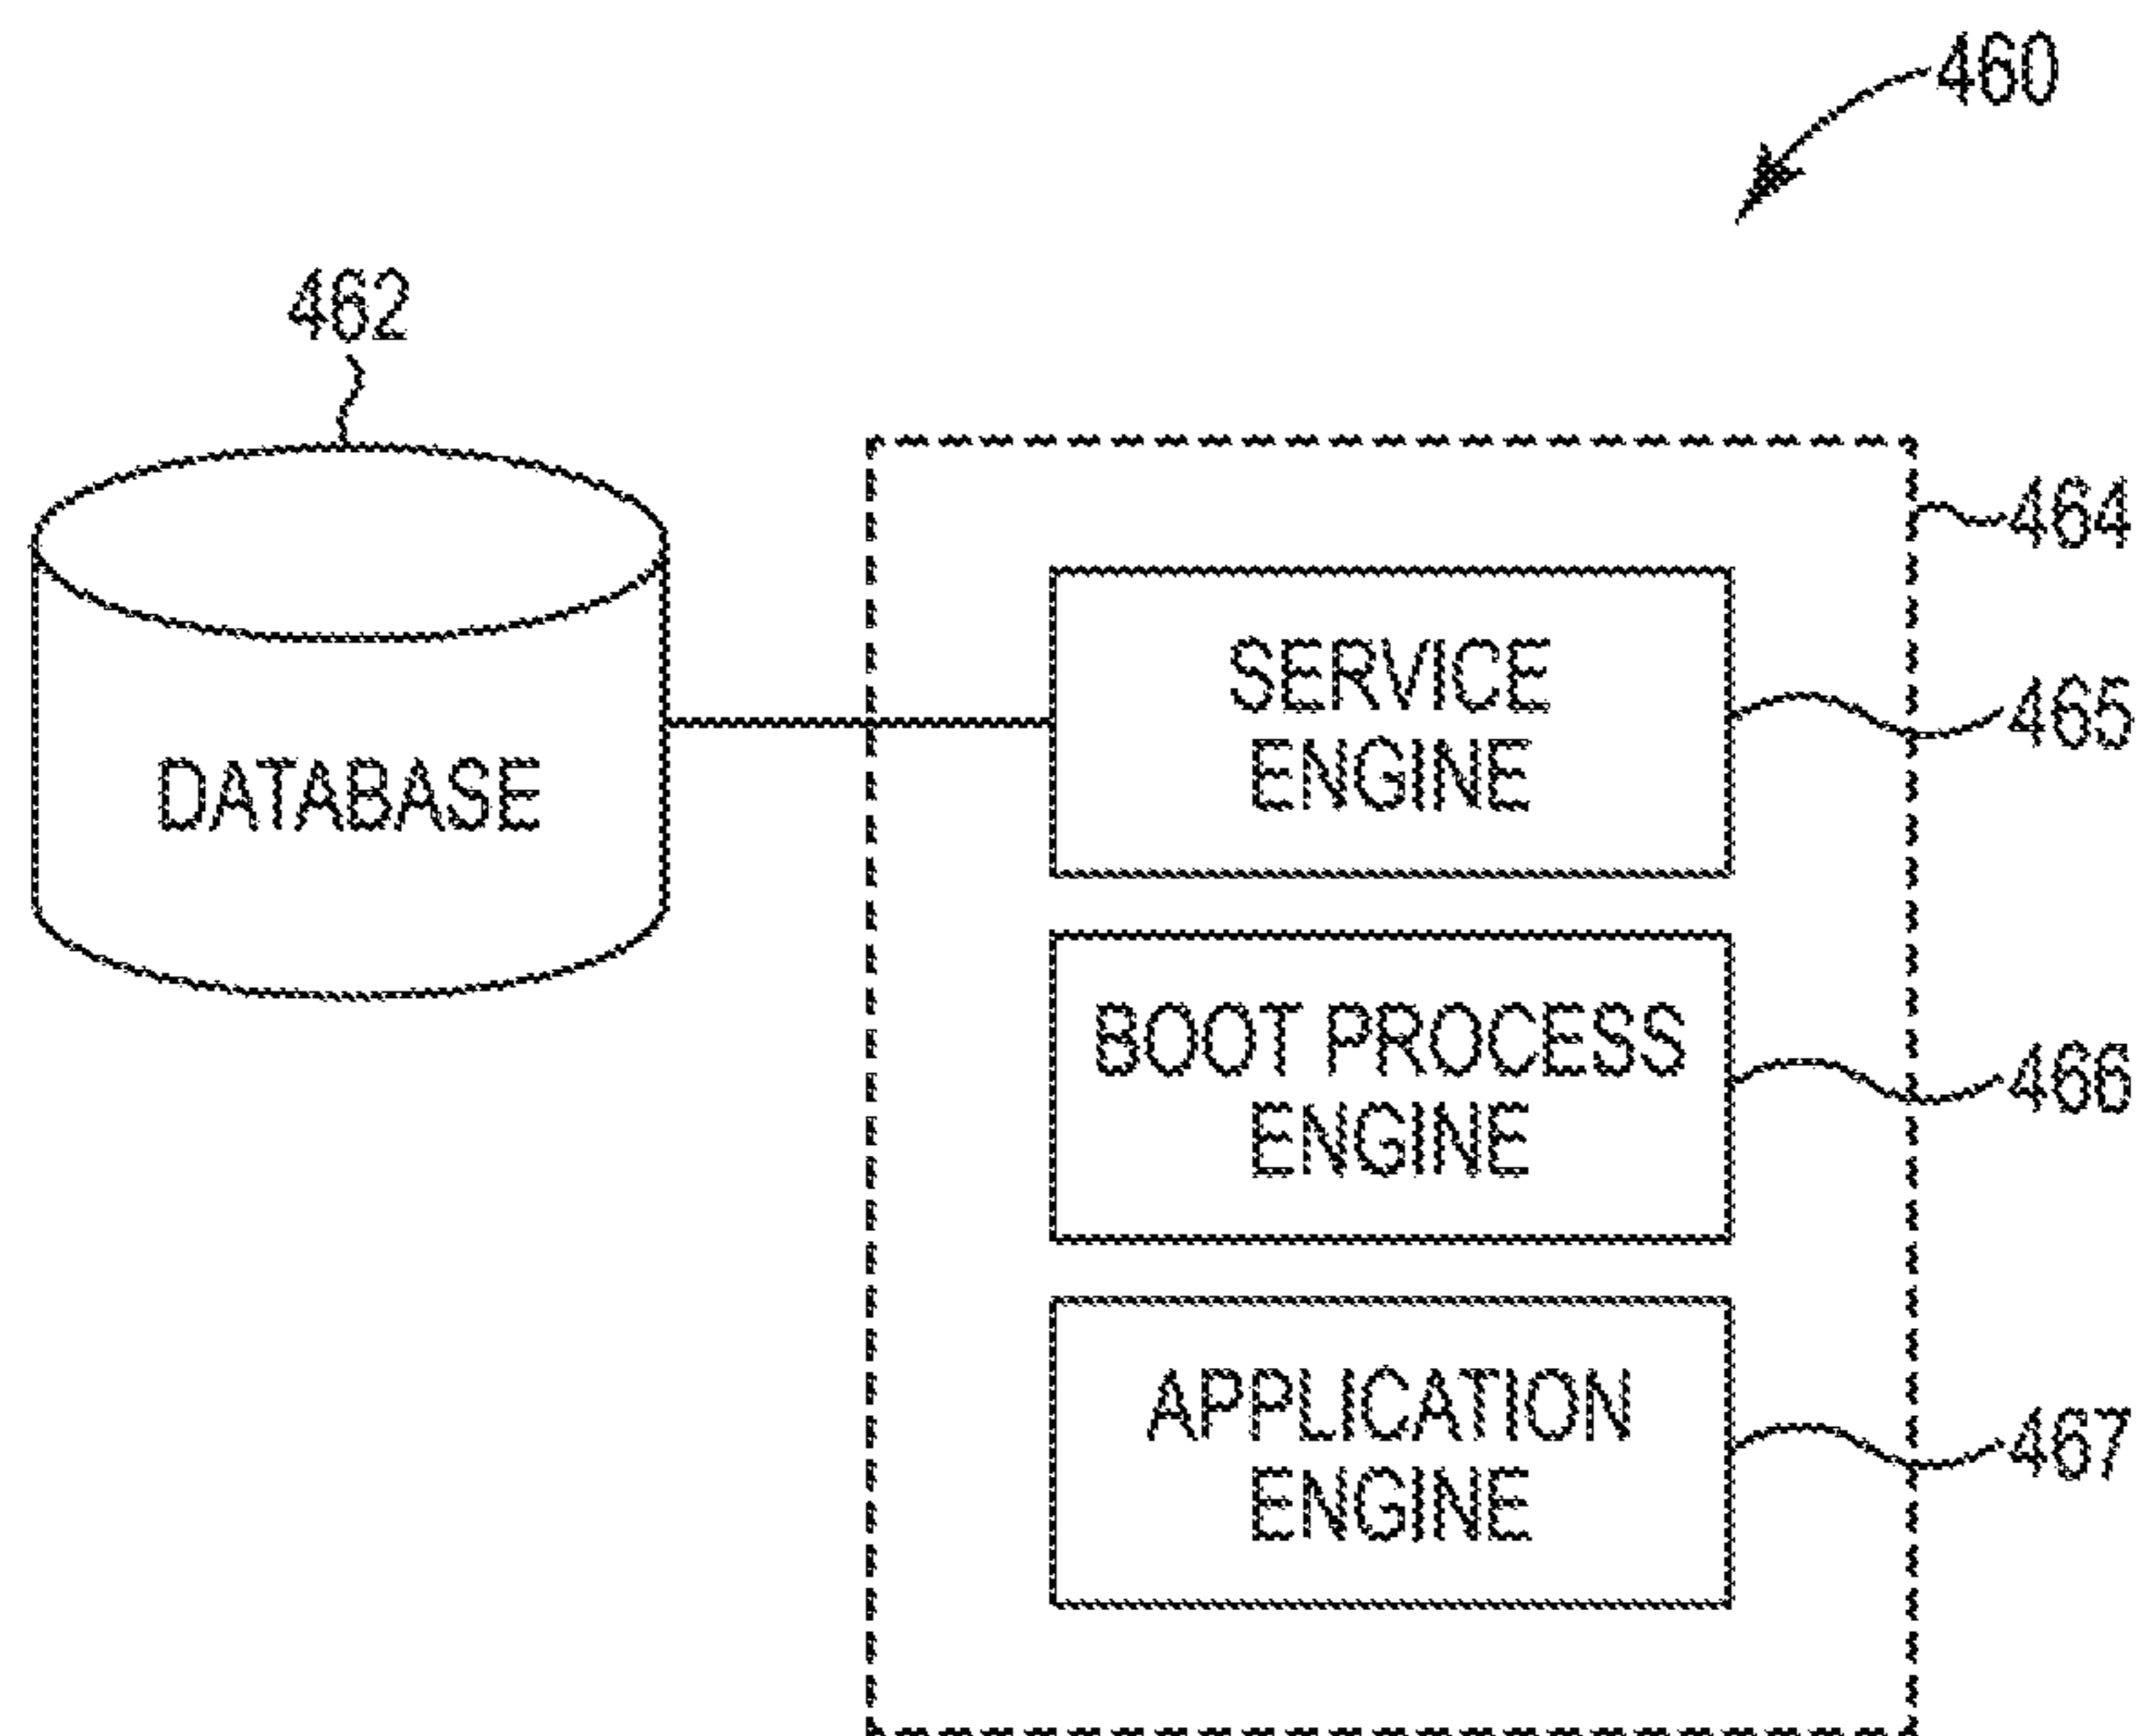 460
462
464
SERVICE
ENGINE
465
DATABASE
BOOT PROCESS
ENGINE
466
APPLICATION
ENGINE
467